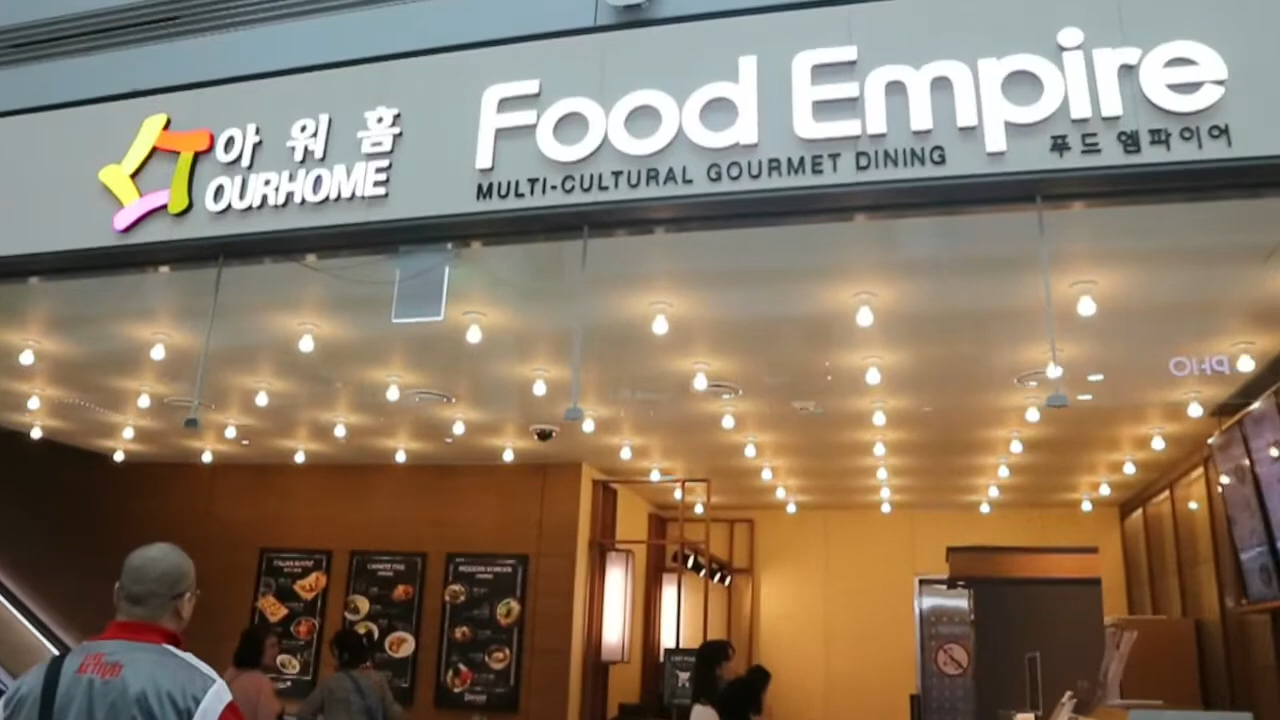 아워홈
OURHOME
Food Empire
MULTI-CULTURAL GOURMET DINING
푸드 엠파이어
PHO